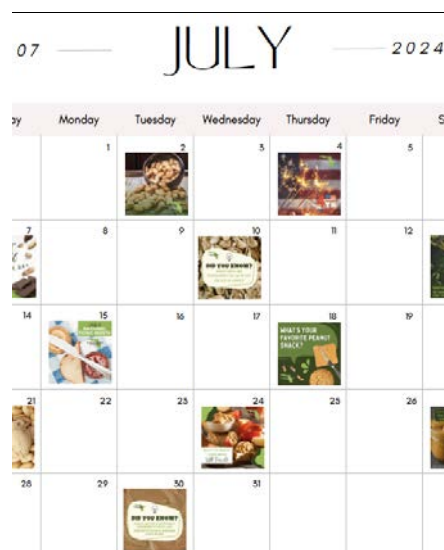 07 JULY 2024
ay Monday Tuesday Wednesday Thursday Friday S
1 2 3 4 5
7 8 9 10 11 12
DID YOU KNOW?
14 15 16 17 18 19
WHAT'S YOUR
FAVORITE PEANUT
SNACK?
21 22 23 24 25 26
28 29 30 31
DID YOU KNOW?